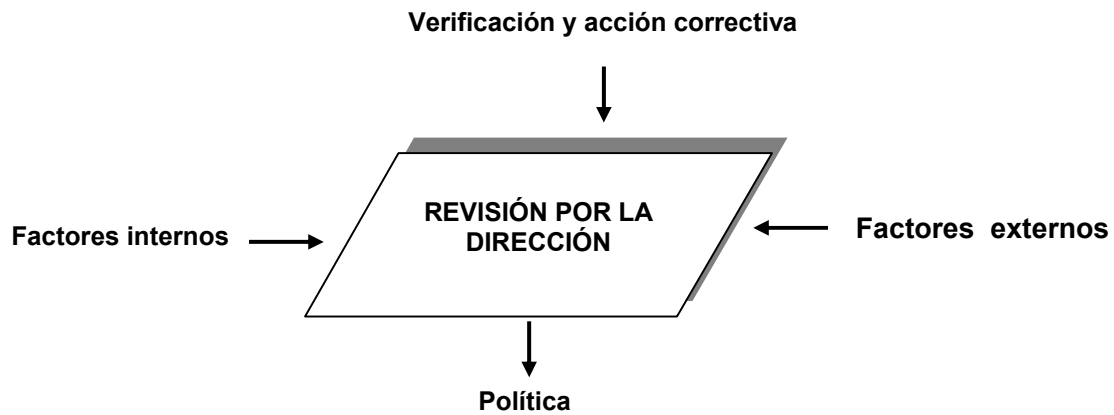 Verificación y acción correctiva
REVISIÓN POR LA
DIRECCIÓN
Factores internos
Factores externos
Política